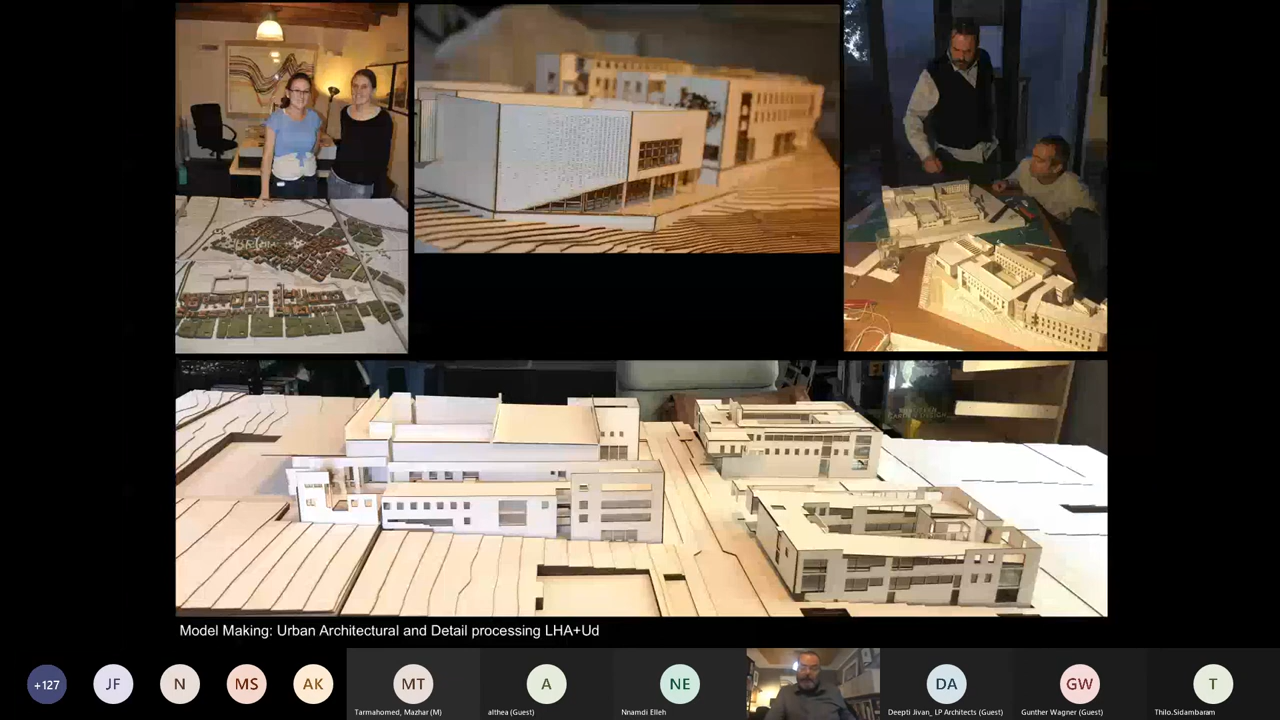 Model Making: Urban Architectural and Detail processing LHA+Ud
+127
JF
N
MS
AK
MT
A
NE
DA
GW
T
Tarmahomed, Mazhar (M)
althea (Guest)
Nnamdi Elleh
Deepti Jivan_ LP Architects (Guest)
Gunther Wagner (Guest)
Thilo.Sidambaram